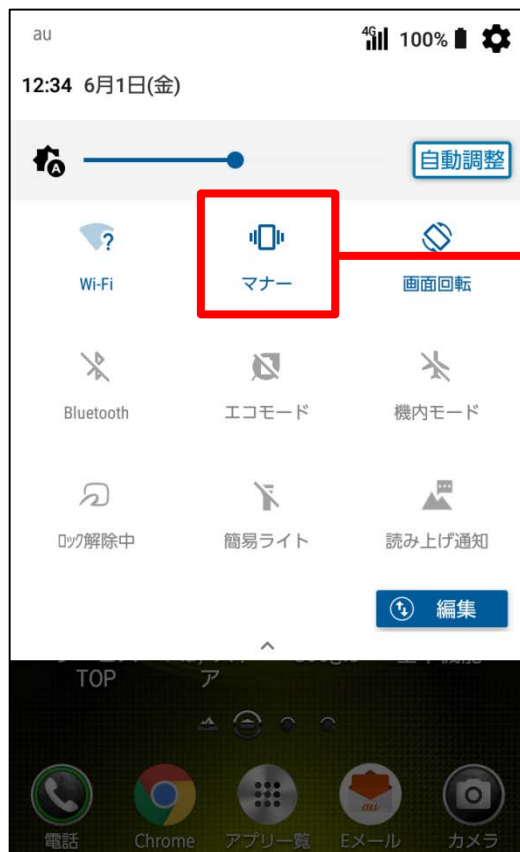 au 4G 100%
12:34 6月1日(金)
A 自動調整
? Wi-Fi マナー 画面回転
Bluetooth エコモード 機内モード
ロック解除中 簡易ライト 読み上げ通知
編集
TOP ア
au
電話 Chrome アプリ一覧 Eメール カメラ